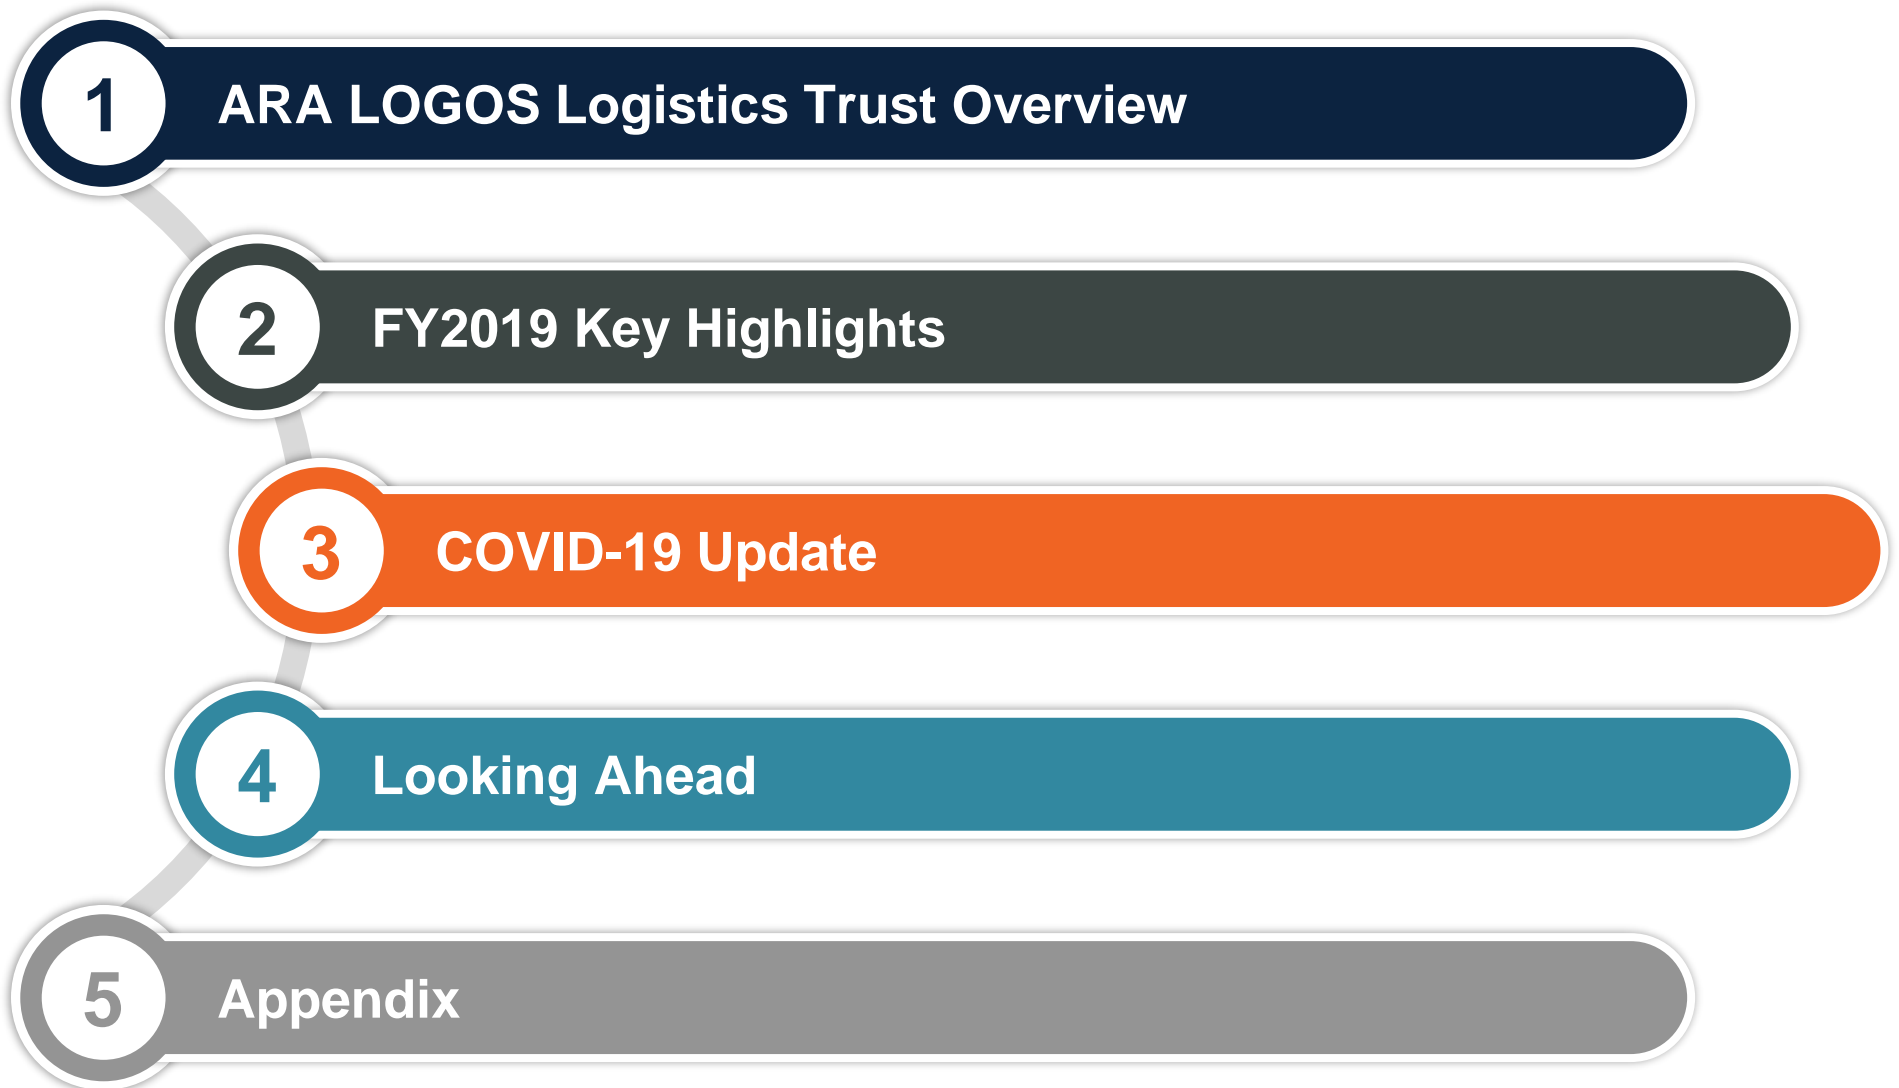 1 ARA LOGOS Logistics Trust Overview
2 FY2019 Key Highlights
3 COVID-19 Update
4 Looking Ahead
5 Appendix